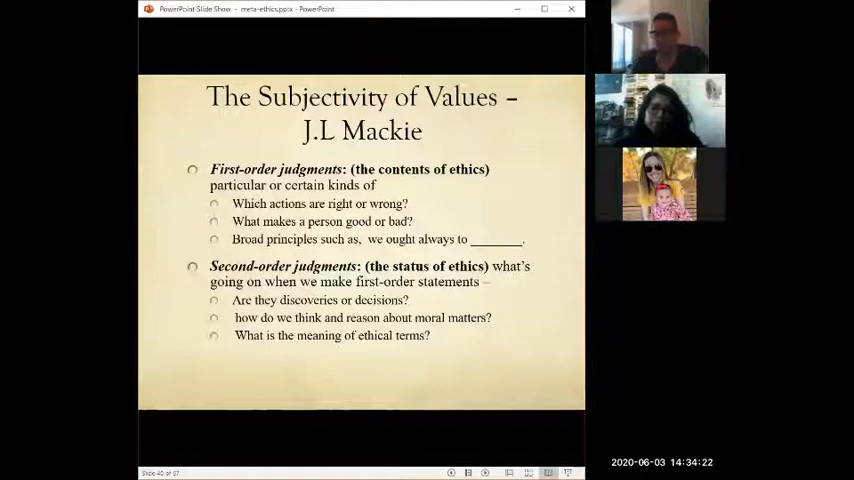 PowerPoint Slide Show - meta-ethics.pptx - PowerPoint
The Subjectivity of Values –
J.L Mackie
First-order judgments: (the contents of ethics)
particular or certain kinds of
Which actions are right or wrong?
What makes a person good or bad?
Broad principles such as, we ought always to ________.
Second-order judgments: (the status of ethics) what's
going on when we make first-order statements –
Are they discoveries or decisions?
how do we think and reason about moral matters?
What is the meaning of ethical terms?
Slide 40 of 67
2020-06-03 14:34:22